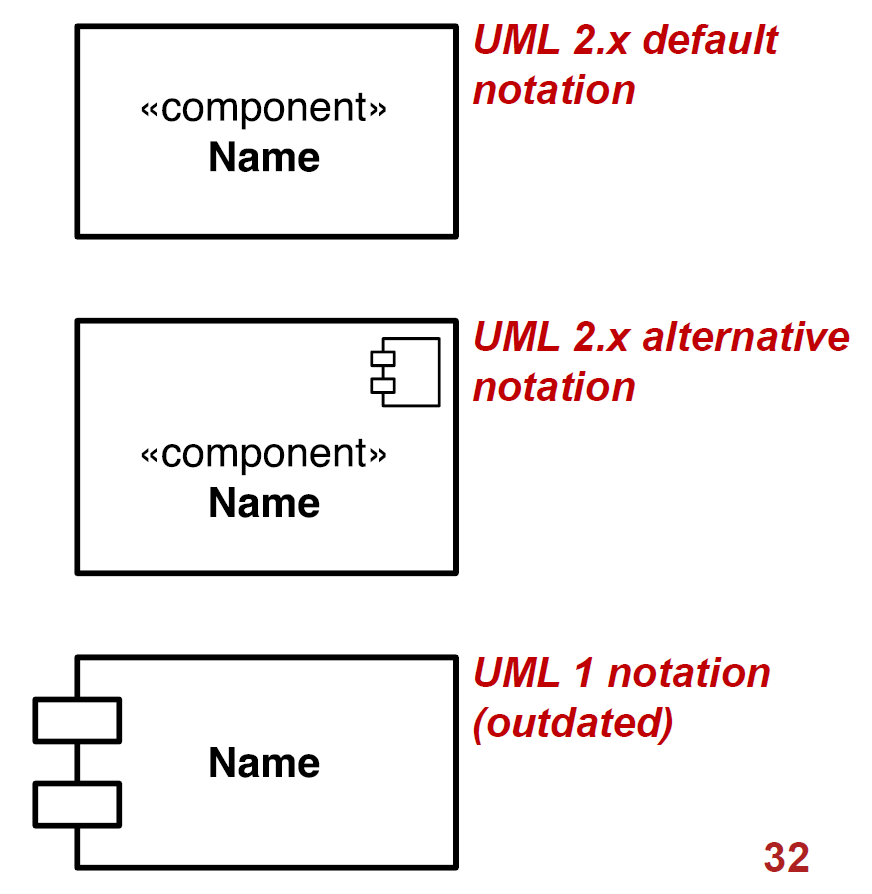 «component»
Name
UML 2.x default
notation
«component»
Name
UML 2.x alternative
notation
Name
UML 1 notation
(outdated)
32